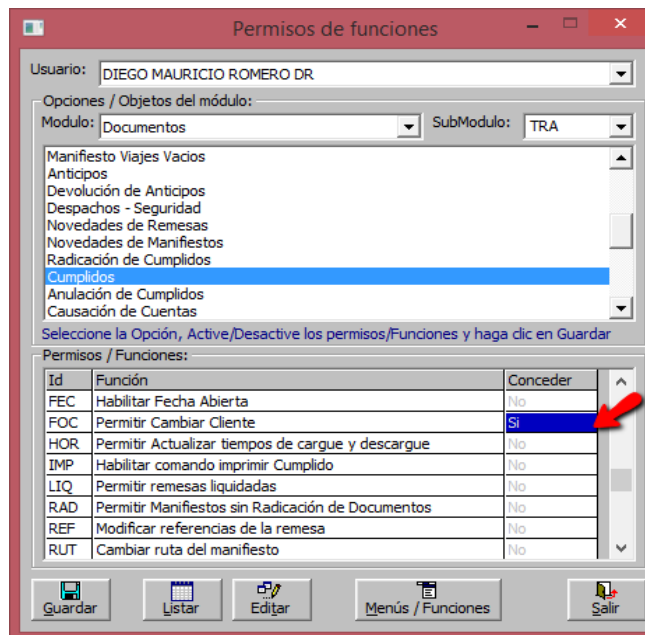 Permisos de funciones
Usuario: DIEGO MAURICIO ROMERO DR
Opciones / Objetos del módulo:
Modulo: Documentos SubModulo: TRA
Manifiesto Viajes Vacios
Anticipos
Devolución de Anticipos
Despachos - Seguridad
Novedades de Remesas
Novedades de Manifiestos
Radicación de Cumplidos
Cumplidos
Anulación de Cumplidos
Causación de Cuentas
Seleccione la Opción, Active/Desactive los permisos/Funciones y haga clic en Guardar
Permisos / Funciones:
Id Función Conceder
FEC Habilitar Fecha Abierta No
FOC Permitir Cambiar Cliente Si
HOR Permitir Actualizar tiempos de cargue y descargue No
IMP Habilitar comando imprimir Cumplido No
LIQ Permitir remesas liquidadas No
RAD Permitir Manifiestos sin Radicación de Documentos No
REF Modificar referencias de la remesa No
RUT Cambiar ruta del manifiesto No
Guardar Listar Editar Menús / Funciones Salir